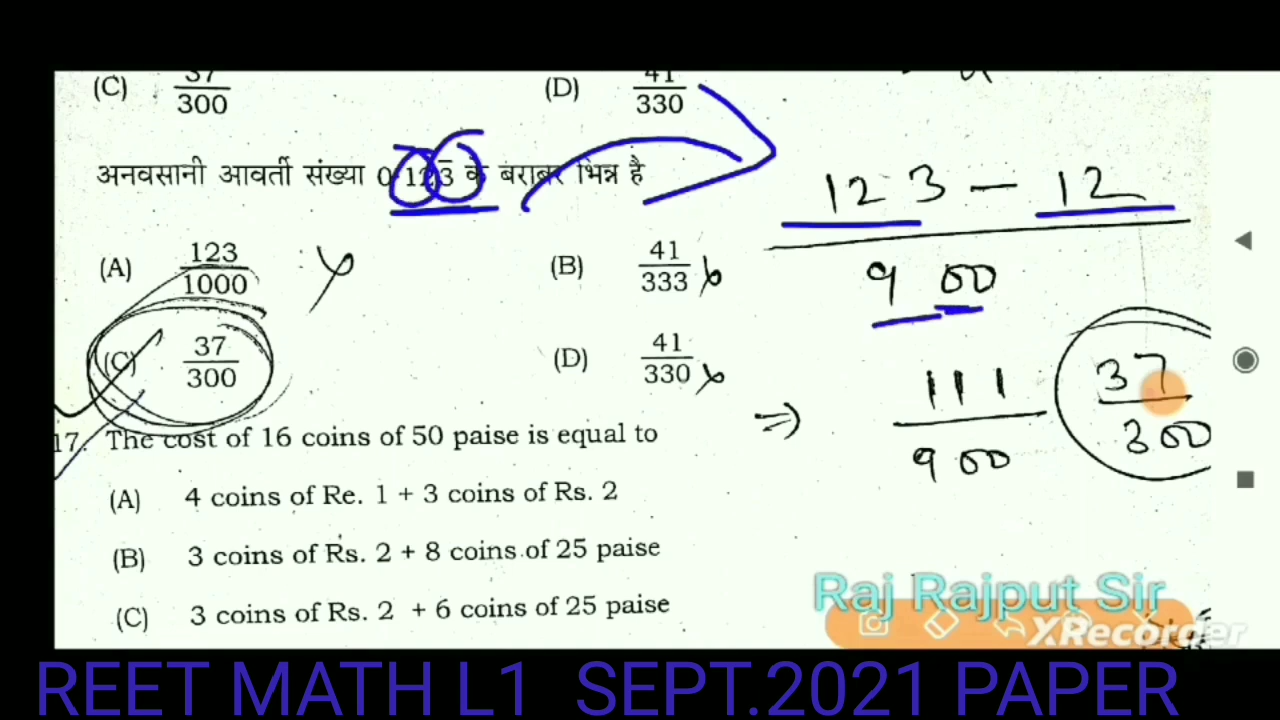 (C) 37/300 (D) 41/330
अनवसानी आवर्ती संख्या 0·123̅ के बराबर भिन्न है
123 — 12
900
(A) 123/1000 (B) 41/333
(C) 37/300 (D) 41/330
⇒ 111/900 37/300
17. The cost of 16 coins of 50 paise is equal to
(A) 4 coins of Re. 1 + 3 coins of Rs. 2
(B) 3 coins of Rs. 2 + 8 coins of 25 paise
(C) 3 coins of Rs. 2 + 6 coins of 25 paise
Raj Rajput Sir
XRecorder
REET MATH L1 SEPT.2021 PAPER